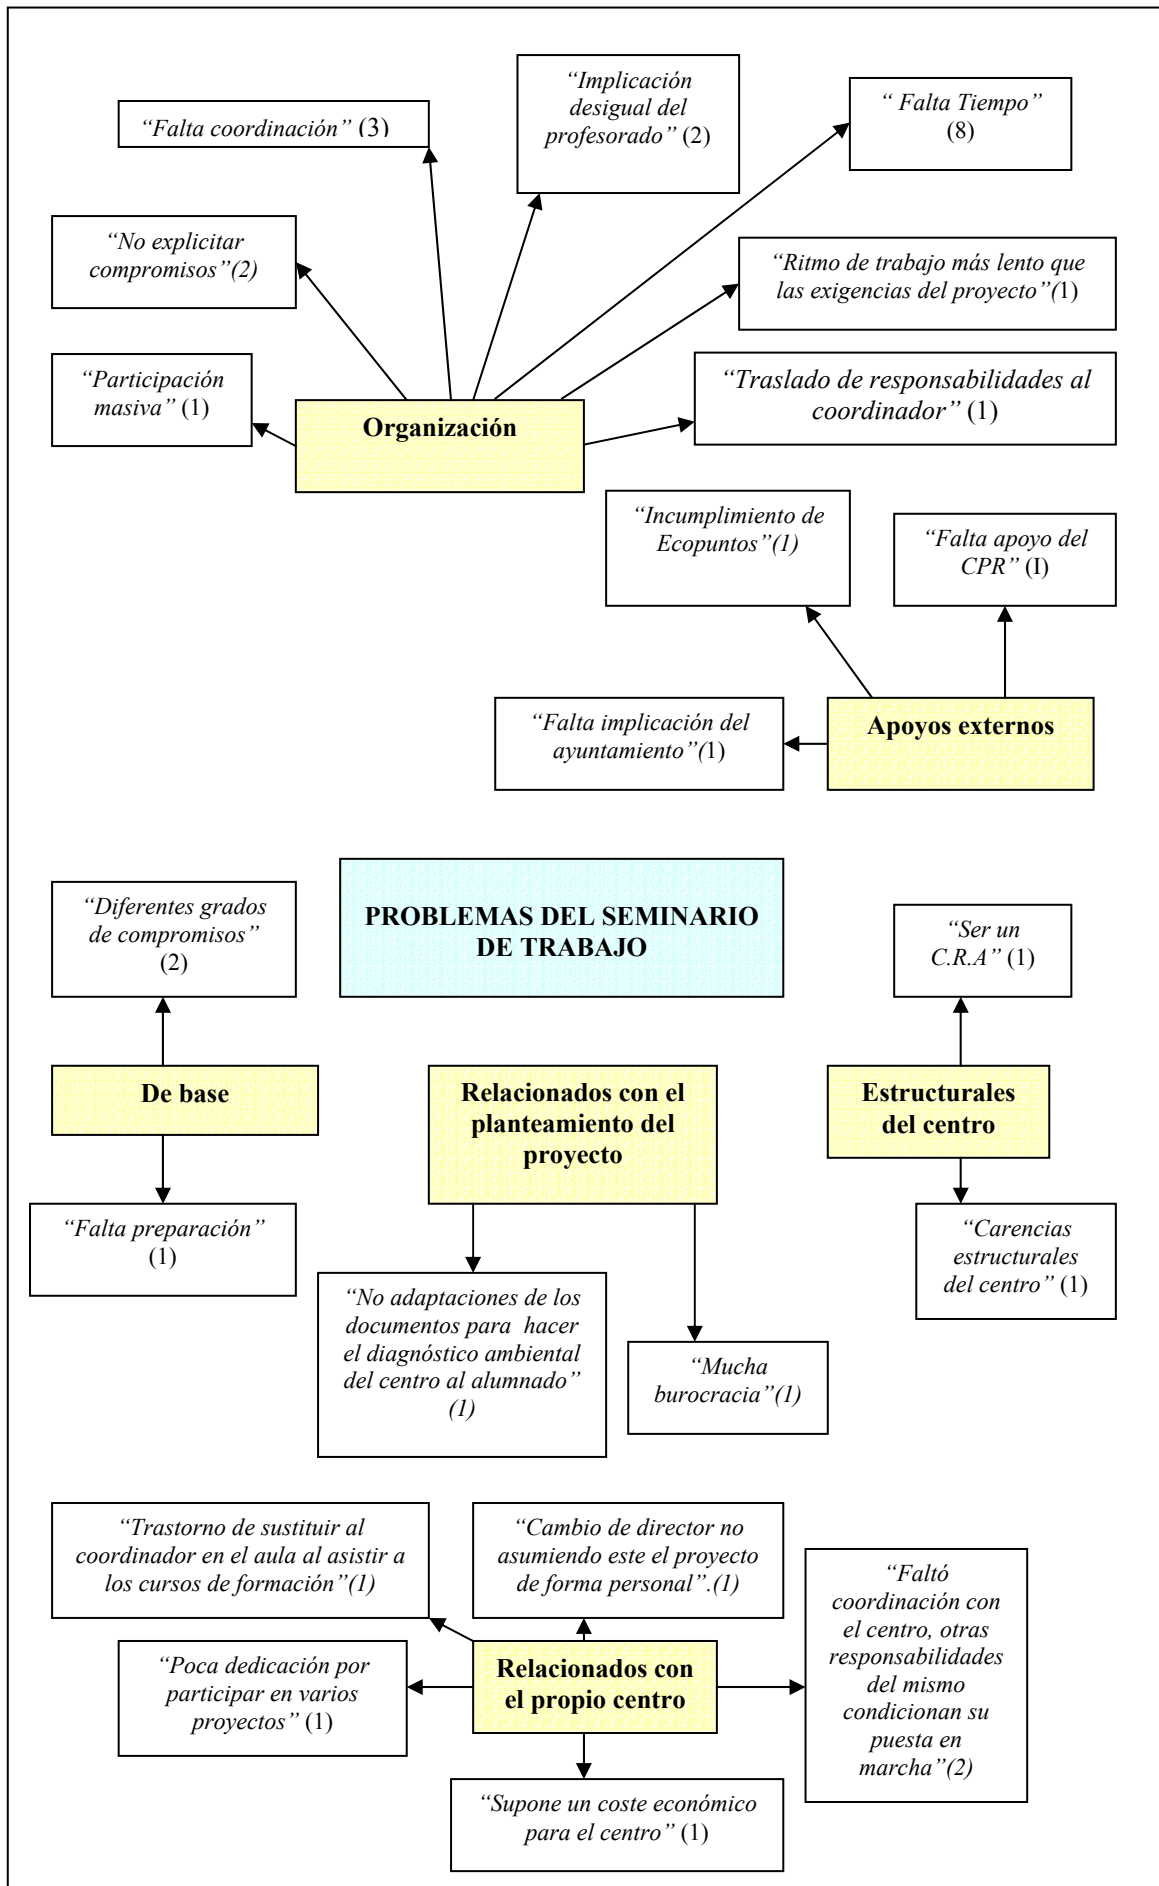 “Implicación
desigual del
profesorado” (2)
“ Falta Tiempo”
(8)
“Falta coordinación” (3)
“No explicitar
compromisos”(2)
“Ritmo de trabajo más lento que
las exigencias del proyecto”(1)
“Participación
masiva” (1)
“Traslado de responsabilidades al
coordinador” (1)
Organización
“Incumplimiento de
Ecopuntos”(1)
“Falta apoyo del
CPR” (I)
“Falta implicación del
ayuntamiento”(1)
Apoyos externos
“Diferentes grados
de compromisos”
(2)
PROBLEMAS DEL SEMINARIO
DE TRABAJO
“Ser un
C.R.A” (1)
De base
Relacionados con el
planteamiento del
proyecto
Estructurales
del centro
“Falta preparación”
(1)
“Carencias
estructurales
del centro” (1)
“No adaptaciones de los
documentos para  hacer
el diagnóstico ambiental
del centro al alumnado”
(1)
“Mucha
burocracia”(1)
“Trastorno de sustituir al
coordinador en el aula al asistir a
los cursos de formación”(1)
“Cambio de director no
asumiendo este el proyecto
de forma personal”.(1)
“Faltó
coordinación con
el centro, otras
responsabilidades
del mismo
condicionan su
puesta en
marcha”(2)
“Poca dedicación por
participar en varios
proyectos” (1)
Relacionados con
el propio centro
“Supone un coste económico
para el centro” (1)